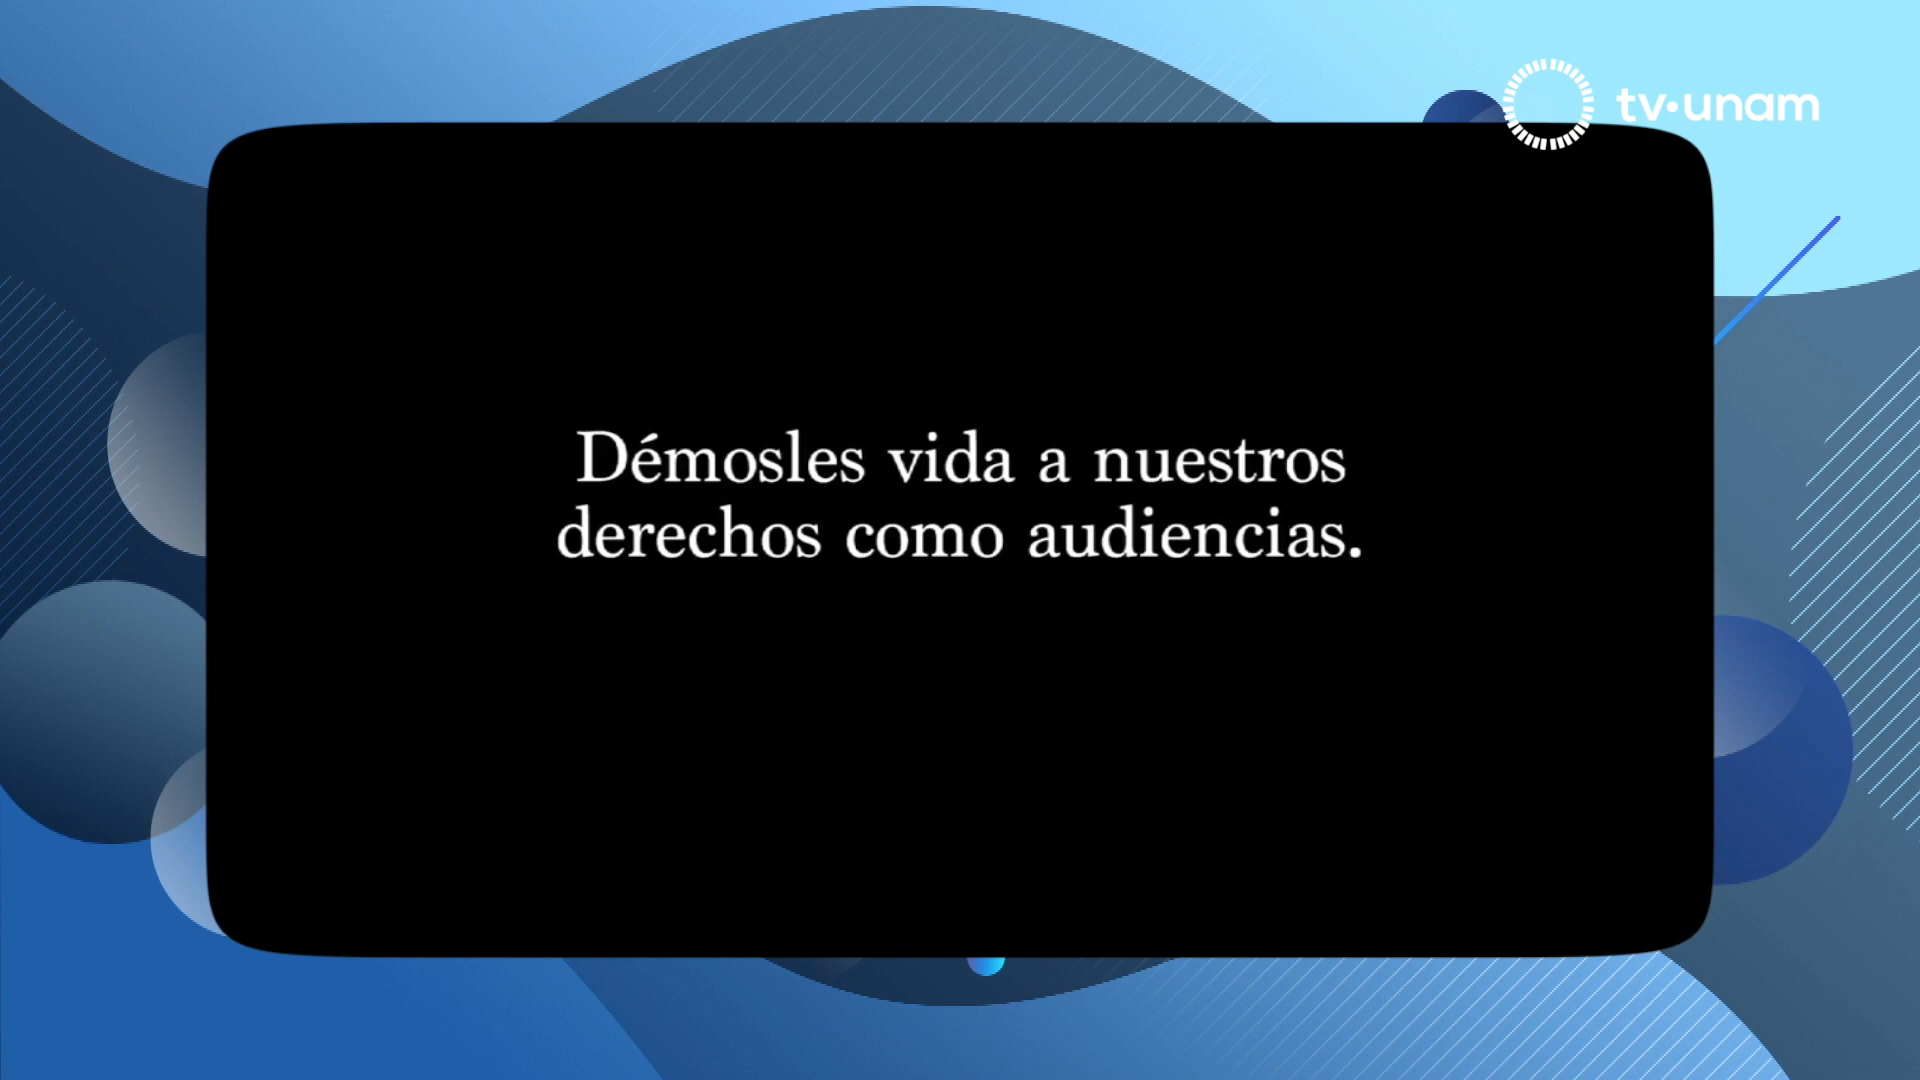 tv•unam
Démosles vida a nuestros
derechos como audiencias.